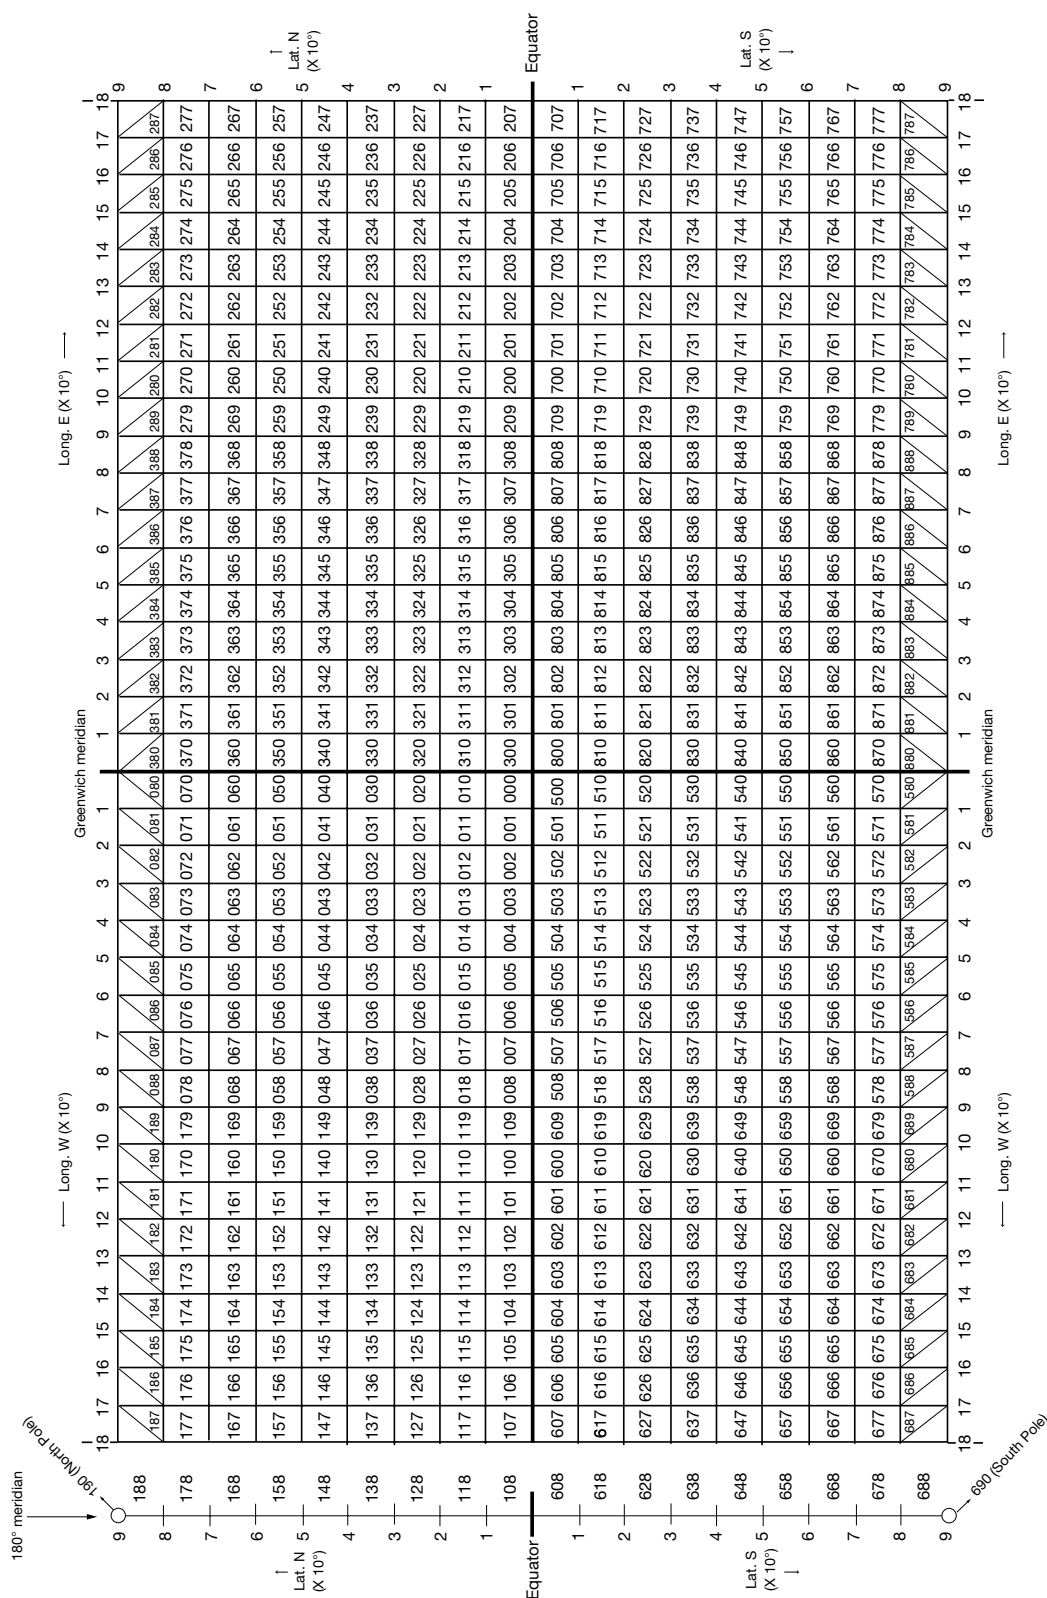 180° meridian
190 (North Pole)
← Long. W (X 10°) Greenwich meridian Long. E (X 10°) →
18 17 16 15 14 13 12 11 10 9 8 7 6 5 4 3 2 1 1 2 3 4 5 6 7 8 9 10 11 12 13 14 15 16 17 18
9 9
188 187 186 185 184 183 182 181 180 189 088 087 086 085 084 083 082 081 080 380 381 382 383 384 385 386 387 388 289 280 281 282 283 284 285 286 287
8 8
178 177 176 175 174 173 172 171 170 179 078 077 076 075 074 073 072 071 070 370 371 372 373 374 375 376 377 378 279 270 271 272 273 274 275 276 277
7 7
168 167 166 165 164 163 162 161 160 169 068 067 066 065 064 063 062 061 060 360 361 362 363 364 365 366 367 368 269 260 261 262 263 264 265 266 267
6 6
158 157 156 155 154 153 152 151 150 159 058 057 056 055 054 053 052 051 050 350 351 352 353 354 355 356 357 358 259 250 251 252 253 254 255 256 257
↑ Lat. N (X 10°) 5 5 ↑ Lat. N (X 10°)
148 147 146 145 144 143 142 141 140 149 048 047 046 045 044 043 042 041 040 340 341 342 343 344 345 346 347 348 249 240 241 242 243 244 245 246 247
4 4
138 137 136 135 134 133 132 131 130 139 038 037 036 035 034 033 032 031 030 330 331 332 333 334 335 336 337 338 239 230 231 232 233 234 235 236 237
3 3
128 127 126 125 124 123 122 121 120 129 028 027 026 025 024 023 022 021 020 320 321 322 323 324 325 326 327 328 229 220 221 222 223 224 225 226 227
2 2
118 117 116 115 114 113 112 111 110 119 018 017 016 015 014 013 012 011 010 310 311 312 313 314 315 316 317 318 219 210 211 212 213 214 215 216 217
1 1
108 107 106 105 104 103 102 101 100 109 008 007 006 005 004 003 002 001 000 300 301 302 303 304 305 306 307 308 209 200 201 202 203 204 205 206 207
Equator Equator
608 607 606 605 604 603 602 601 600 609 508 507 506 505 504 503 502 501 500 800 801 802 803 804 805 806 807 808 709 700 701 702 703 704 705 706 707
1 1
618 617 616 615 614 613 612 611 610 619 518 517 516 515 514 513 512 511 510 810 811 812 813 814 815 816 817 818 719 710 711 712 713 714 715 716 717
2 2
628 627 626 625 624 623 622 621 620 629 528 527 526 525 524 523 522 521 520 820 821 822 823 824 825 826 827 828 729 720 721 722 723 724 725 726 727
3 3
638 637 636 635 634 633 632 631 630 639 538 537 536 535 534 533 532 531 530 830 831 832 833 834 835 836 837 838 739 730 731 732 733 734 735 736 737
4 4
648 647 646 645 644 643 642 641 640 649 548 547 546 545 544 543 542 541 540 840 841 842 843 844 845 846 847 848 749 740 741 742 743 744 745 746 747
Lat. S (X 10°) ↓ 5 5 Lat. S (X 10°) ↓
658 657 656 655 654 653 652 651 650 659 558 557 556 555 554 553 552 551 550 850 851 852 853 854 855 856 857 858 759 750 751 752 753 754 755 756 757
6 6
668 667 666 665 664 663 662 661 660 669 568 567 566 565 564 563 562 561 560 860 861 862 863 864 865 866 867 868 769 760 761 762 763 764 765 766 767
7 7
678 677 676 675 674 673 672 671 670 679 578 577 576 575 574 573 572 571 570 870 871 872 873 874 875 876 877 878 779 770 771 772 773 774 775 776 777
8 8
688 687 686 685 684 683 682 681 680 689 588 587 586 585 584 583 582 581 580 880 881 882 883 884 885 886 887 888 789 780 781 782 783 784 785 786 787
9 9
18 17 16 15 14 13 12 11 10 9 8 7 6 5 4 3 2 1 1 2 3 4 5 6 7 8 9 10 11 12 13 14 15 16 17 18
690 (South Pole)
← Long. W (X 10°) Greenwich meridian Long. E (X 10°) →